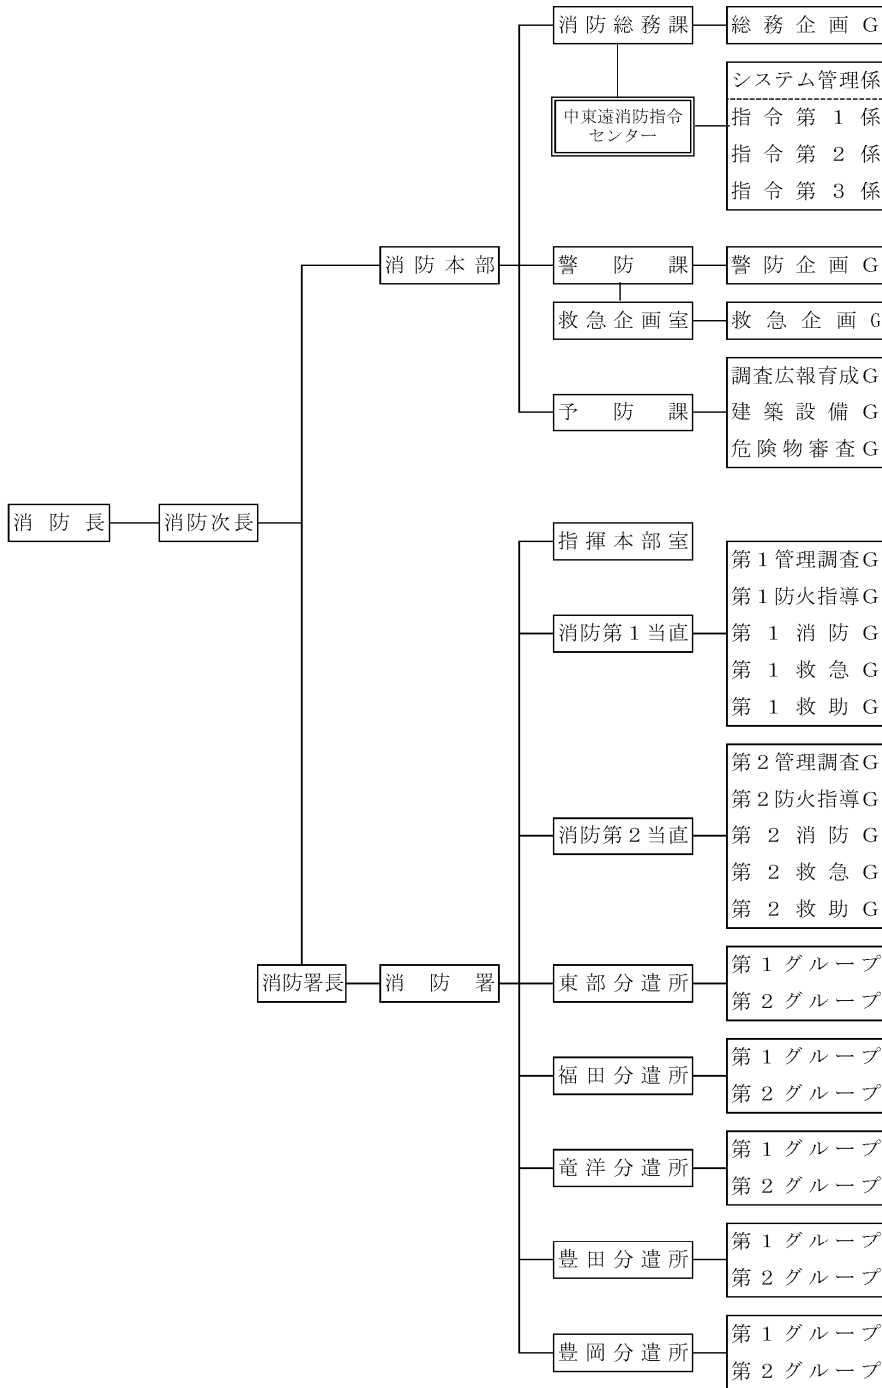 消防長
消防次長
消防本部
消防総務課
総務企画G
中東遠消防指令
センター
システム管理係
指令第1係
指令第2係
指令第3係
警防課
警防企画G
救急企画室
救急企画G
予防課
調査広報育成G
建築設備G
危険物審査G
消防署長
消防署
指揮本部室
消防第1当直
第1管理調査G
第1防火指導G
第1消防G
第1救急G
第1救助G
消防第2当直
第2管理調査G
第2防火指導G
第2消防G
第2救急G
第2救助G
東部分遣所
第1グループ
第2グループ
福田分遣所
第1グループ
第2グループ
竜洋分遣所
第1グループ
第2グループ
豊田分遣所
第1グループ
第2グループ
豊岡分遣所
第1グループ
第2グループ